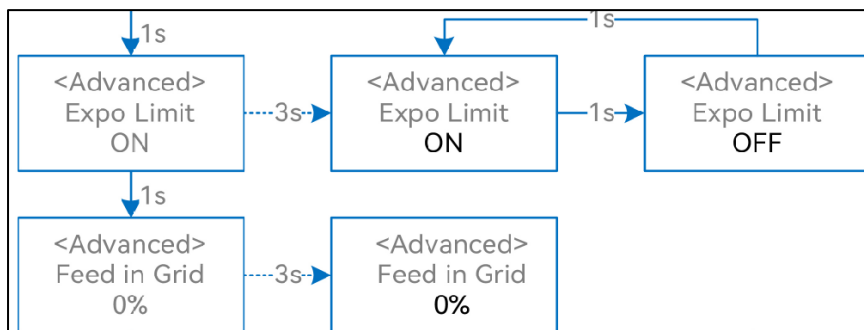 1s
1s
<Advanced>
Expo Limit
ON
3s
<Advanced>
Expo Limit
ON
1s
<Advanced>
Expo Limit
OFF
1s
<Advanced>
Feed in Grid
0%
3s
<Advanced>
Feed in Grid
0%